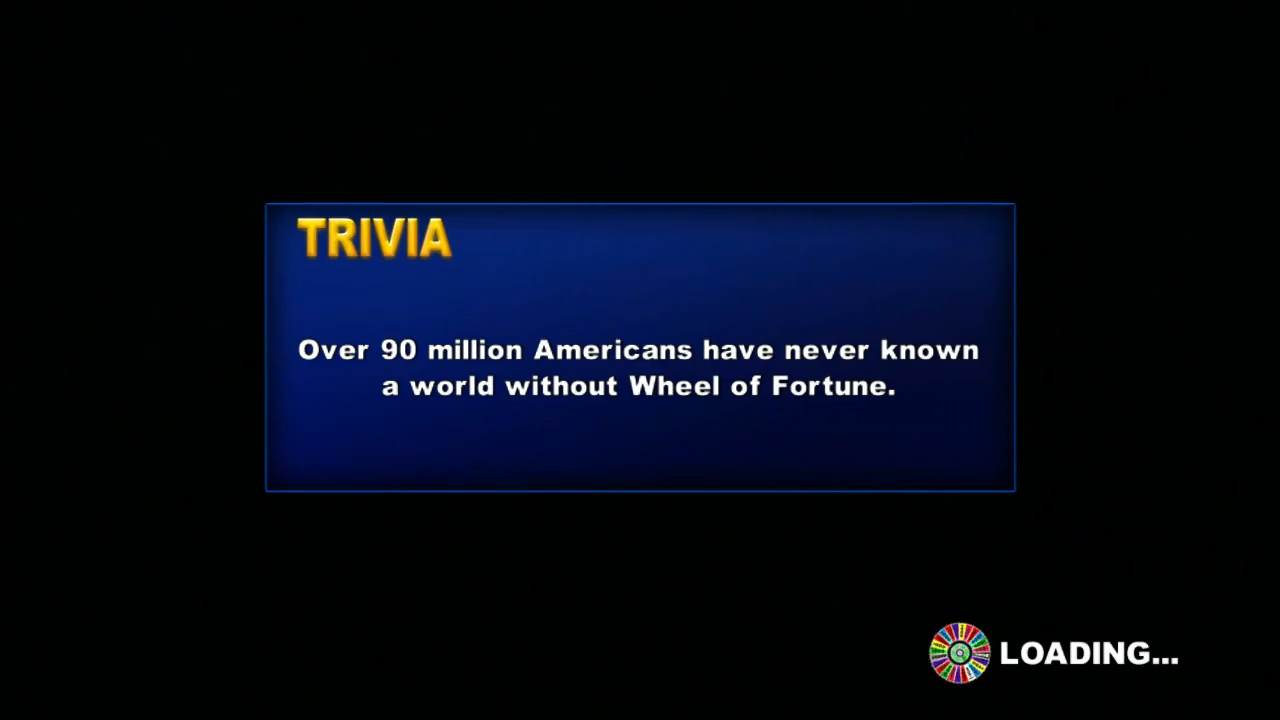 TRIVIA
Over 90 million Americans have never known
a world without Wheel of Fortune.
LOADING...